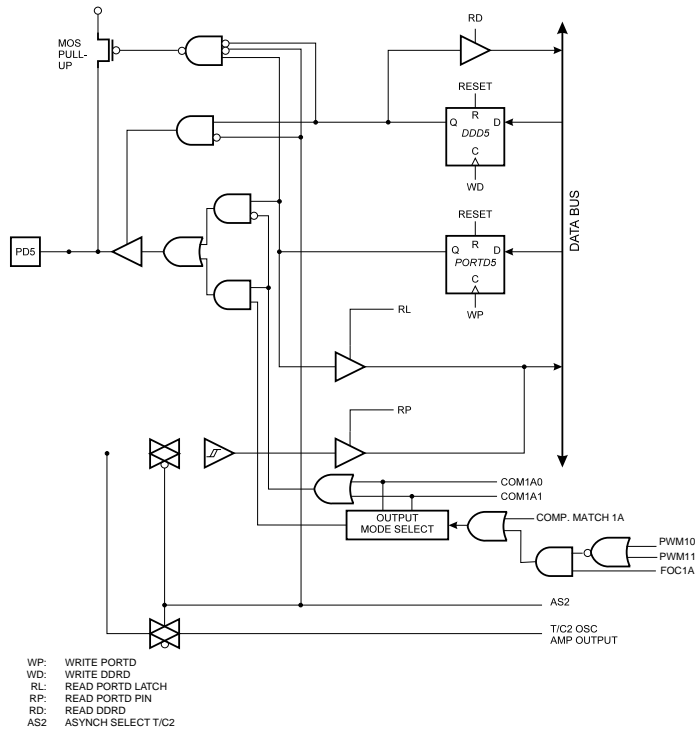 RD
MOS
PULL-
UP
RESET
R
Q
D
DDD5
C
WD
DATA BUS
RESET
R
Q
D
PORTD5
C
WP
PD5
RL
RP
COM1A0
COM1A1
OUTPUT
MODE SELECT
COMP. MATCH 1A
PWM10
PWM11
FOC1A
AS2
T/C2 OSC
AMP OUTPUT
WP: WRITE PORTD
WD: WRITE DDRD
RL: READ PORTD LATCH
RP: READ PORTD PIN
RD: READ DDRD
AS2 ASYNCH SELECT T/C2